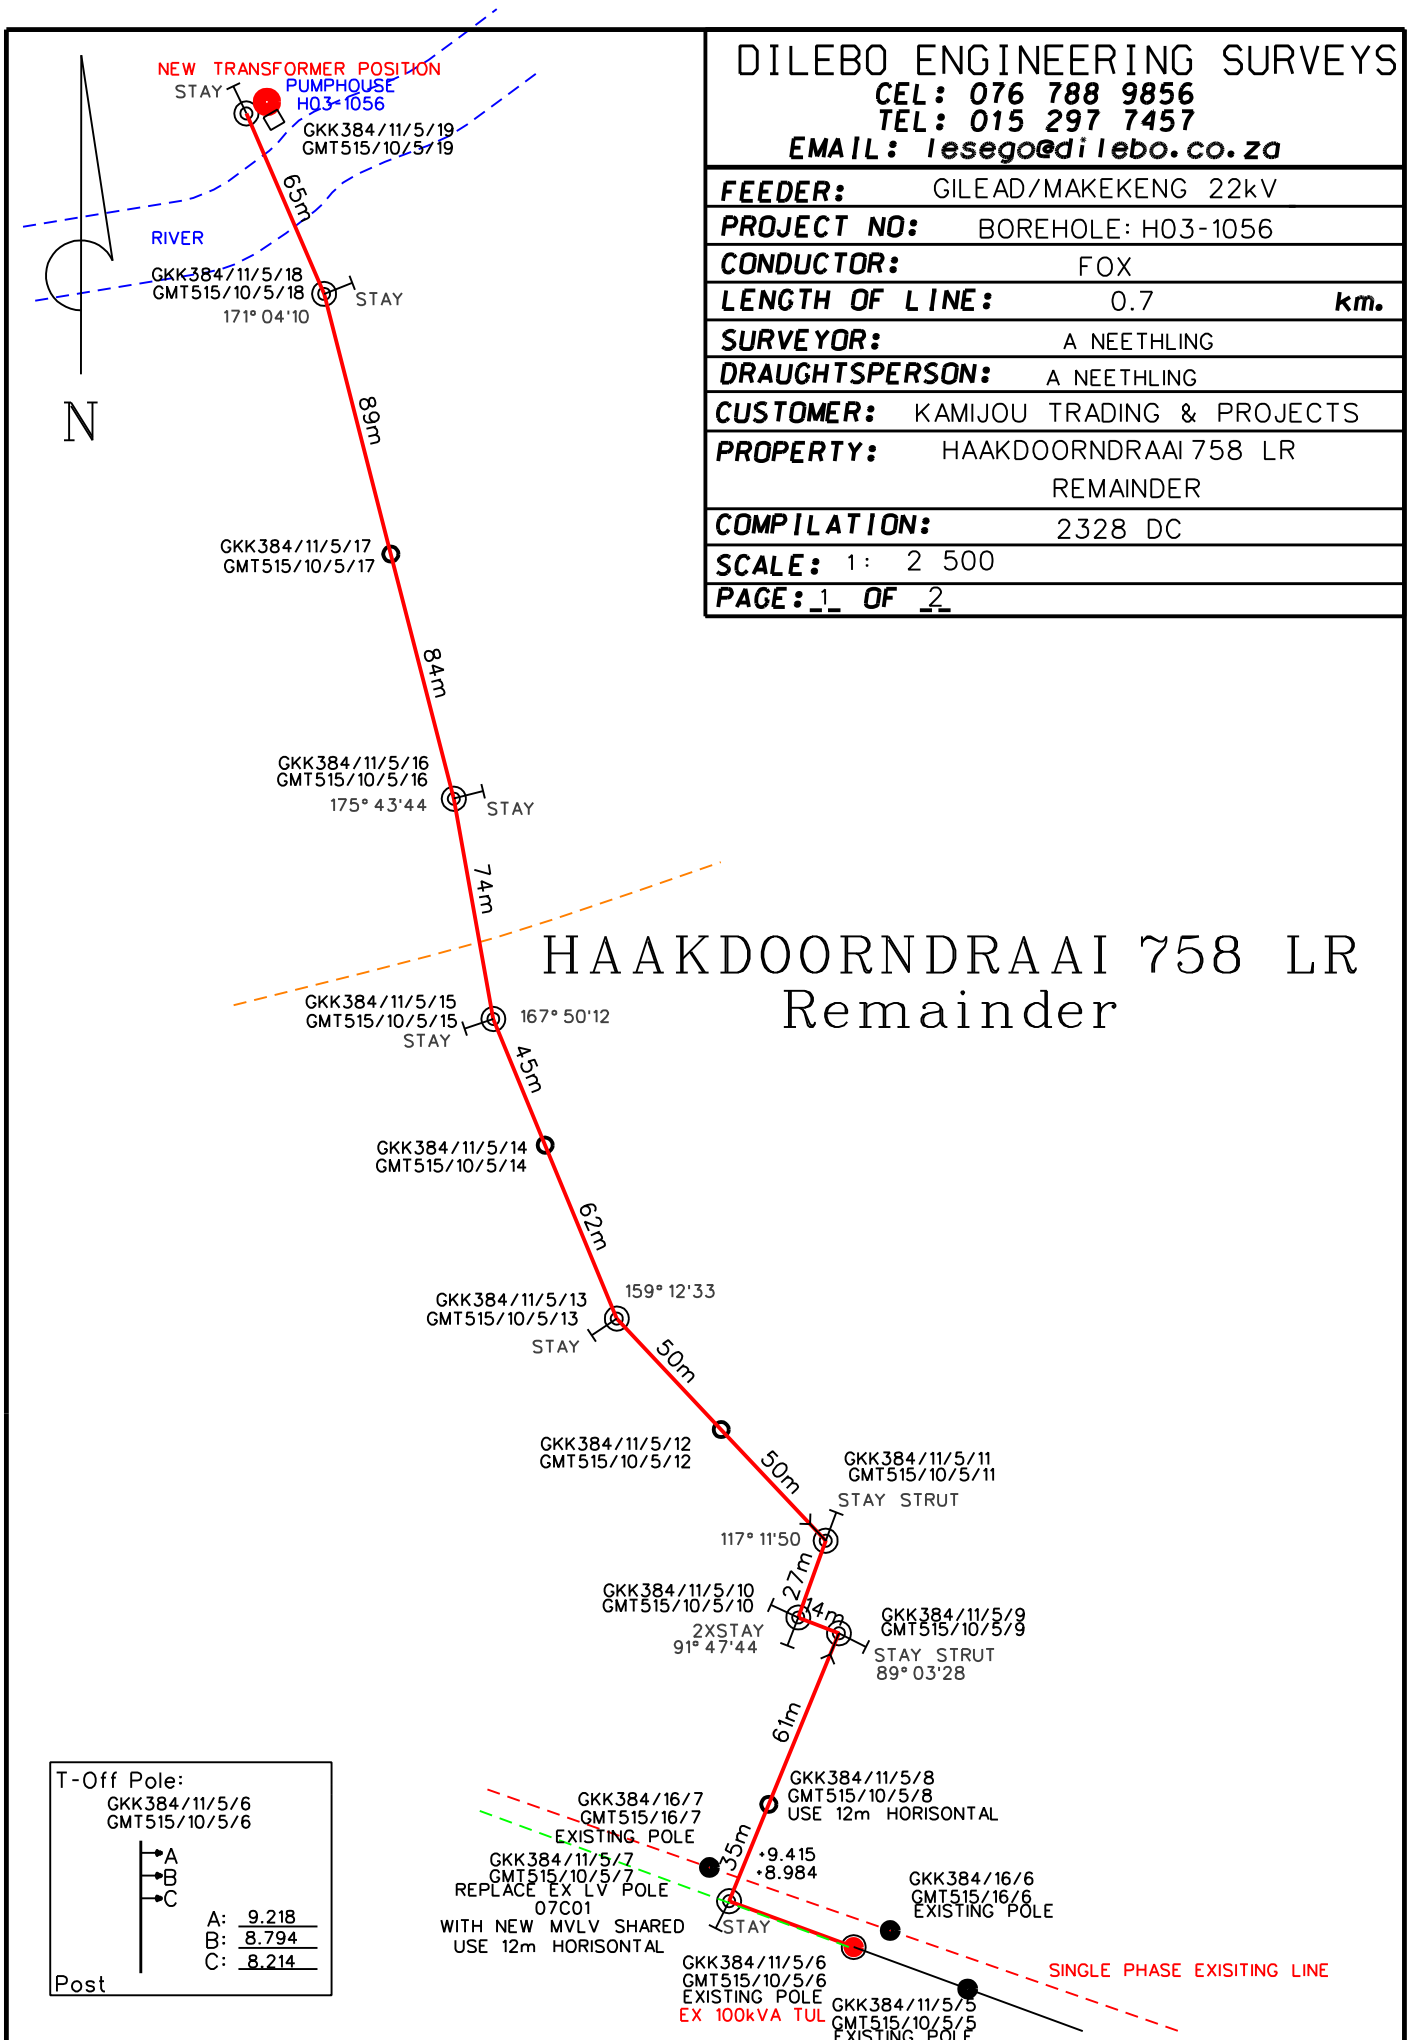 DILEBO ENGINEERING SURVEYS
CEL: 076 788 9856
TEL: 015 297 7457
EMAIL: lesego@dilebo.co.za
FEEDER: GILEAD/MAKEKENG 22kV
PROJECT NO: BOREHOLE: H03-1056
CONDUCTOR: FOX
LENGTH OF LINE: 0.7 km.
SURVEYOR: A NEETHLING
DRAUGHTSPERSON: A NEETHLING
CUSTOMER: KAMIJOU TRADING & PROJECTS
PROPERTY: HAAKDOORNDRAAI 758 LR
REMAINDER
COMPILATION: 2328 DC
SCALE: 1: 2 500
PAGE: 1 OF 2
NEW TRANSFORMER POSITION
STAY
PUMPHOUSE
H03-1056
GKK384/11/5/19
GMT515/10/5/19
65m
RIVER
GKK384/11/5/18
GMT515/10/5/18
171° 04'10
STAY
N
89m
GKK384/11/5/17
GMT515/10/5/17
84m
GKK384/11/5/16
GMT515/10/5/16
175° 43'44
STAY
74m
HAAKDOORNDRAAI 758 LR
Remainder
GKK384/11/5/15
GMT515/10/5/15
STAY
167° 50'12
45m
GKK384/11/5/14
GMT515/10/5/14
62m
GKK384/11/5/13
GMT515/10/5/13
STAY
159° 12'33
50m
GKK384/11/5/12
GMT515/10/5/12
50m
GKK384/11/5/11
GMT515/10/5/11
STAY STRUT
117° 11'50
27m
GKK384/11/5/10
GMT515/10/5/10
2XSTAY
91° 47'44
14m
GKK384/11/5/9
GMT515/10/5/9
STAY STRUT
89° 03'28
61m
GKK384/11/5/8
GMT515/10/5/8
USE 12m HORISONTAL
GKK384/16/7
GMT515/16/7
EXISTING POLE
35m
+9.415
+8.984
GKK384/11/5/7
GMT515/10/5/7
REPLACE EX LV POLE
07C01
WITH NEW MVLV SHARED
USE 12m HORISONTAL
STAY
GKK384/16/6
GMT515/16/6
EXISTING POLE
GKK384/11/5/6
GMT515/10/5/6
EXISTING POLE
EX 100kVA TUL
SINGLE PHASE EXISITING LINE
GKK384/11/5/5
GMT515/10/5/5
EXISTING POLE
T-Off Pole:
GKK384/11/5/6
GMT515/10/5/6
A
B
C
A: 9.218
B: 8.794
C: 8.214
Post